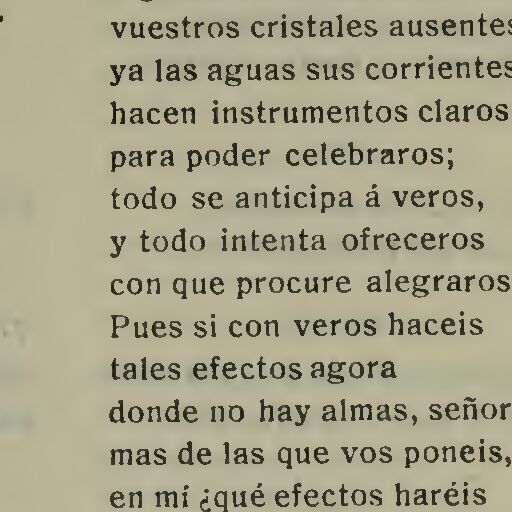 vuestros cristales ausentes
ya las aguas sus corrientes
hacen instrumentos claros
para poder celebraros;
todo se anticipa á veros,
y todo intenta ofreceros
con que procure alegraros
Pues si con veros haceis
tales efectos agora
donde no hay almas, señor
mas de las que vos poneis,
en mí ¿qué efectos haréis